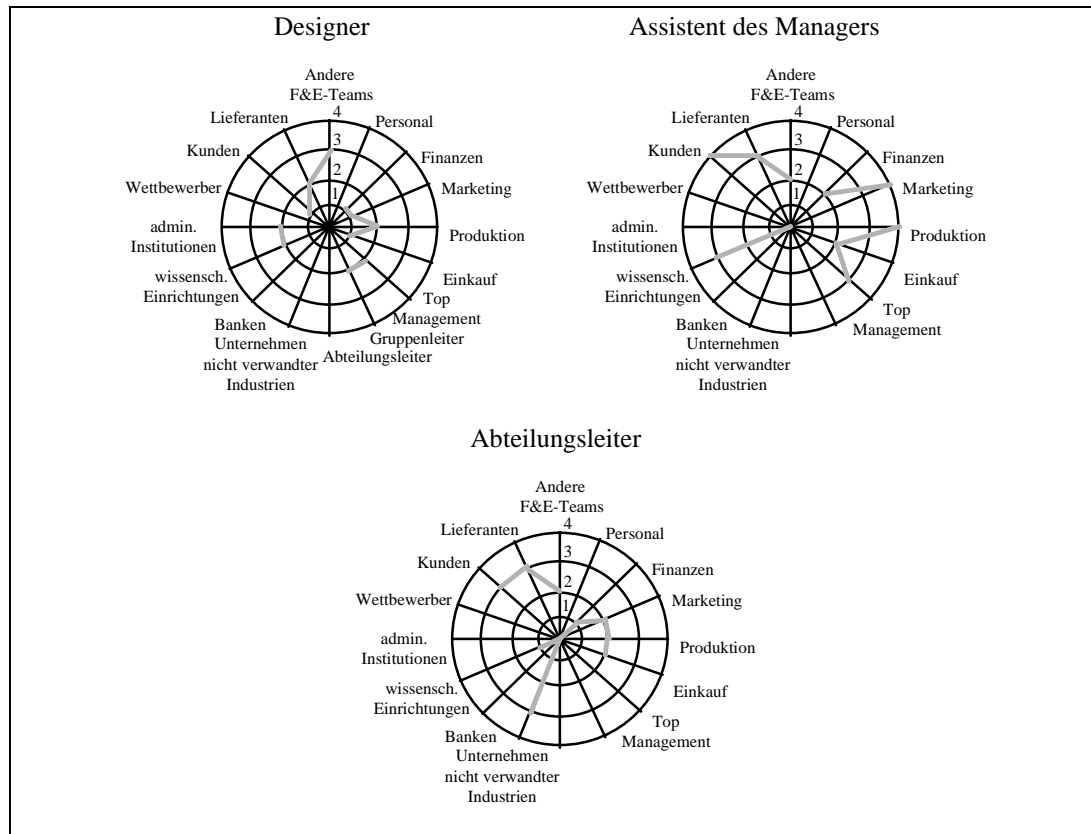 Designer
Andere
F&E-Teams
Lieferanten
4
Personal
Kunden
3
Finanzen
Wettbewerber
2
Marketing
1
admin.
Institutionen
Produktion
wissensch.
Einrichtungen
Einkauf
Banken
Top
Management
Unternehmen
Gruppenleiter
nicht verwandter
Abteilungsleiter
Industrien
Assistent des Managers
Andere
F&E-Teams
Lieferanten
4
Personal
Kunden
3
Finanzen
Wettbewerber
2
Marketing
1
admin.
Institutionen
Produktion
wissensch.
Einrichtungen
Einkauf
Banken
Top
Management
Unternehmen
nicht verwandter
Industrien
Abteilungsleiter
Andere
F&E-Teams
Lieferanten
4
Personal
Kunden
3
Finanzen
Wettbewerber
2
Marketing
1
admin.
Institutionen
Produktion
wissensch.
Einrichtungen
Einkauf
Banken
Top
Management
Unternehmen
nicht verwandter
Industrien